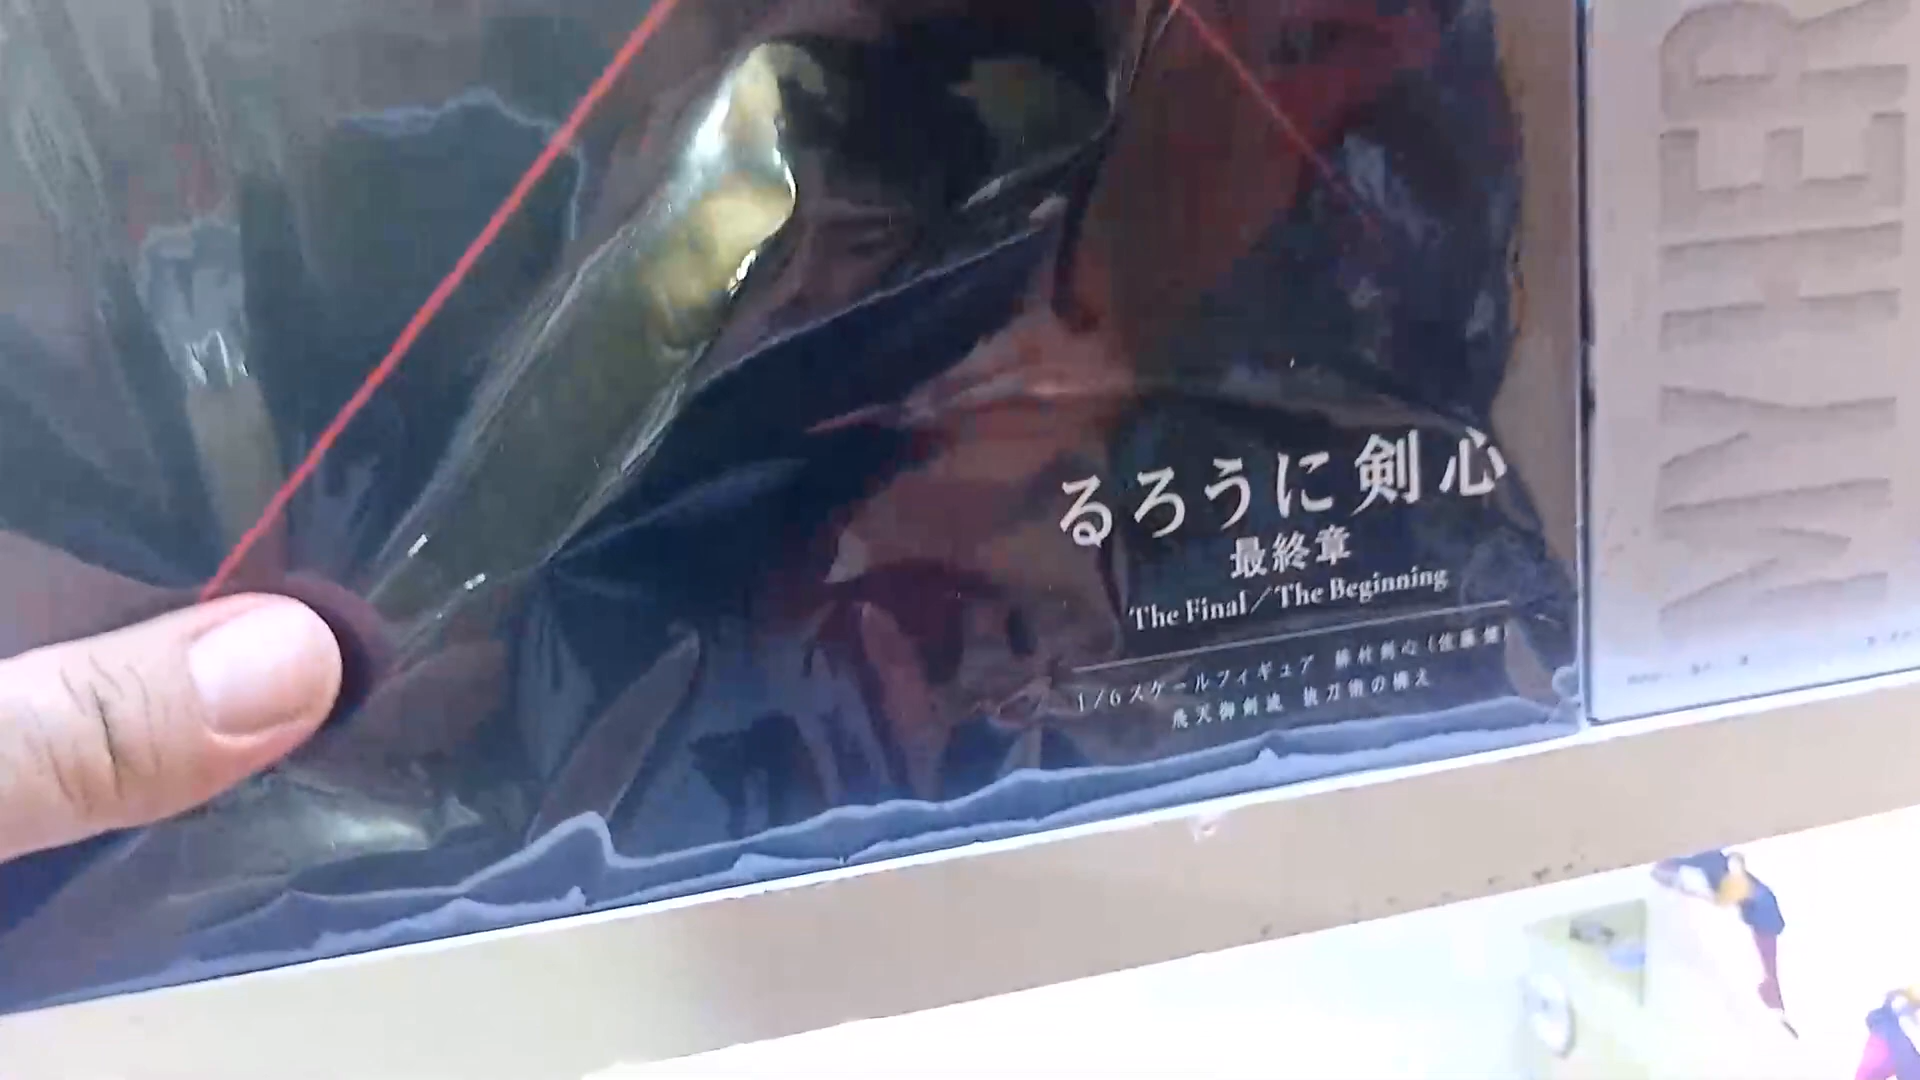 るろうに剣心
最終章
The Final/The Beginning
1/6スケールフィギュア 緋村剣心(佐藤健)
飛天御剣流 抜刀術の構え